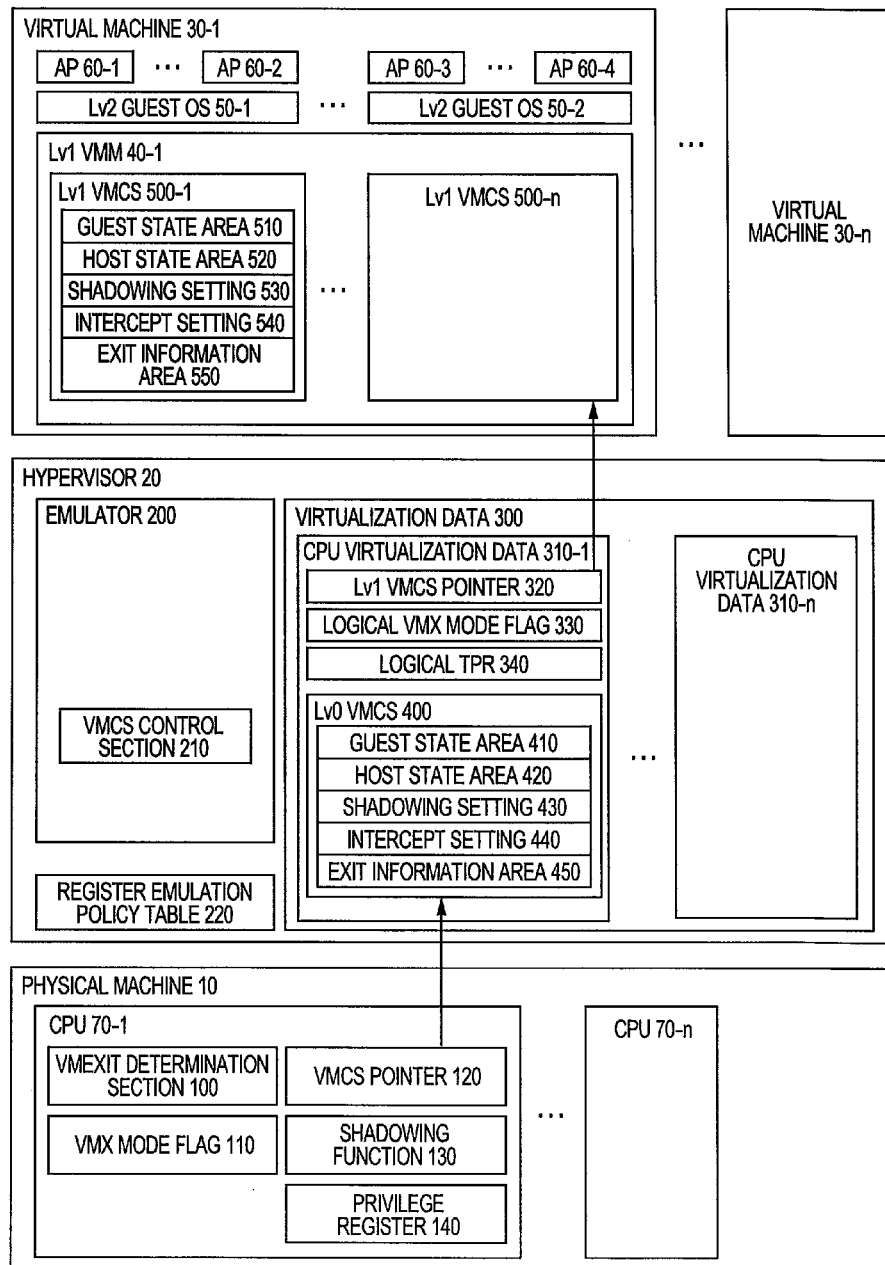 VIRTUAL MACHINE 30-1
AP 60-1 ... AP 60-2 AP 60-3 ... AP 60-4
Lv2 GUEST OS 50-1 ... Lv2 GUEST OS 50-2
Lv1 VMM 40-1
Lv1 VMCS 500-1
GUEST STATE AREA 510
HOST STATE AREA 520
SHADOWING SETTING 530
INTERCEPT SETTING 540
EXIT INFORMATION
AREA 550
...
Lv1 VMCS 500-n
...
VIRTUAL
MACHINE 30-n
HYPERVISOR 20
EMULATOR 200
VMCS CONTROL
SECTION 210
REGISTER EMULATION
POLICY TABLE 220
VIRTUALIZATION DATA 300
CPU VIRTUALIZATION DATA 310-1
Lv1 VMCS POINTER 320
LOGICAL VMX MODE FLAG 330
LOGICAL TPR 340
Lv0 VMCS 400
GUEST STATE AREA 410
HOST STATE AREA 420
SHADOWING SETTING 430
INTERCEPT SETTING 440
EXIT INFORMATION AREA 450
...
CPU
VIRTUALIZATION
DATA 310-n
PHYSICAL MACHINE 10
CPU 70-1
VMEXIT DETERMINATION
SECTION 100
VMCS POINTER 120
VMX MODE FLAG 110
SHADOWING
FUNCTION 130
PRIVILEGE
REGISTER 140
...
CPU 70-n